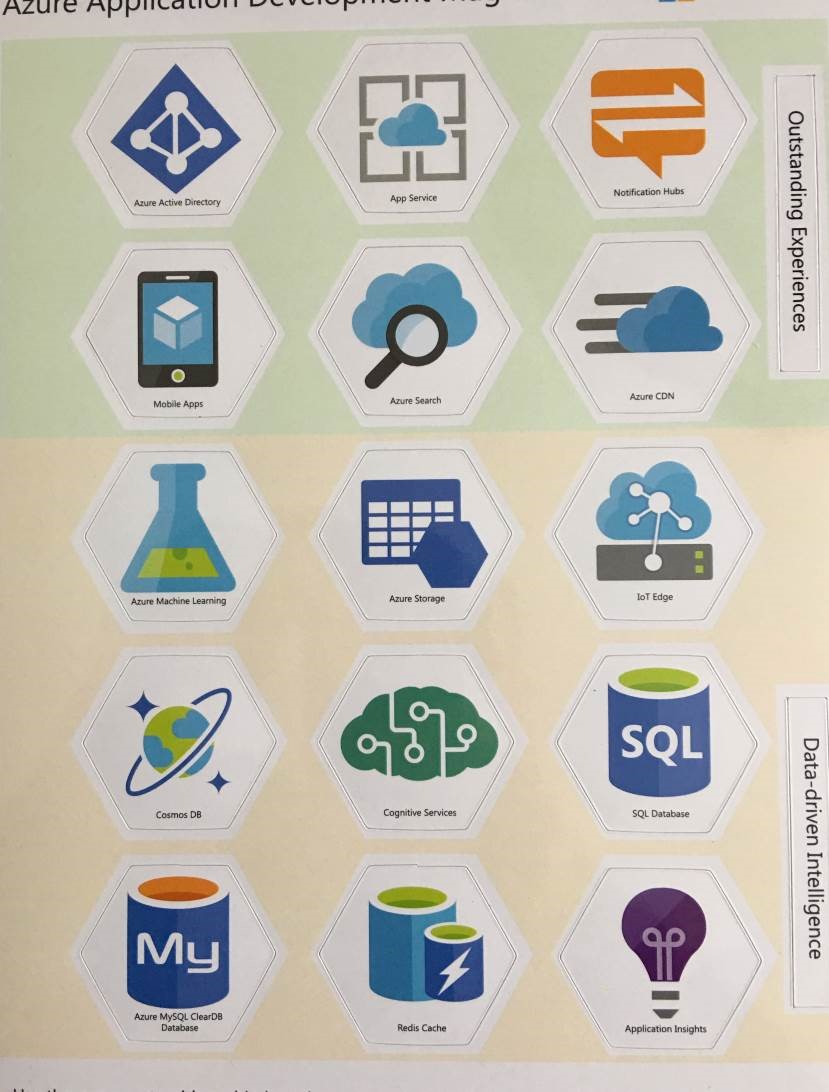 Azure Application Development
Azure Active Directory
App Service
Notification Hubs
Outstanding Experiences
Mobile Apps
Azure Search
Azure CDN
Azure Machine Learning
Azure Storage
IoT Edge
Cosmos DB
Cognitive Services
SQL
SQL Database
Data-driven Intelligence
My
Azure MySQL ClearDB
Database
Redis Cache
Application Insights